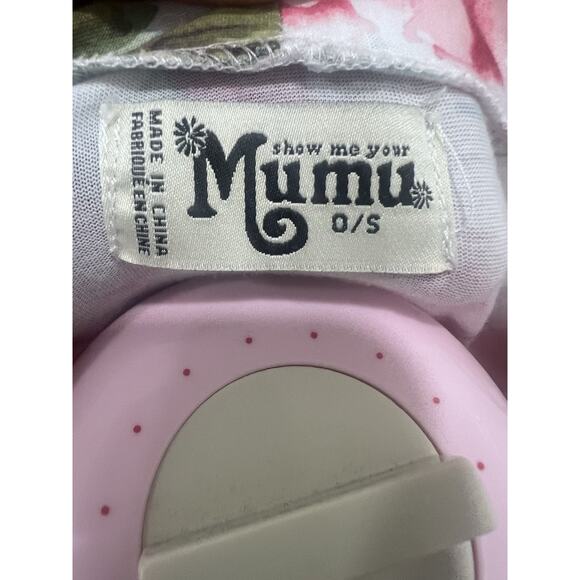 show me your
Mumu
O/S
MADE IN CHINA
FABRIQUÉ EN CHINE